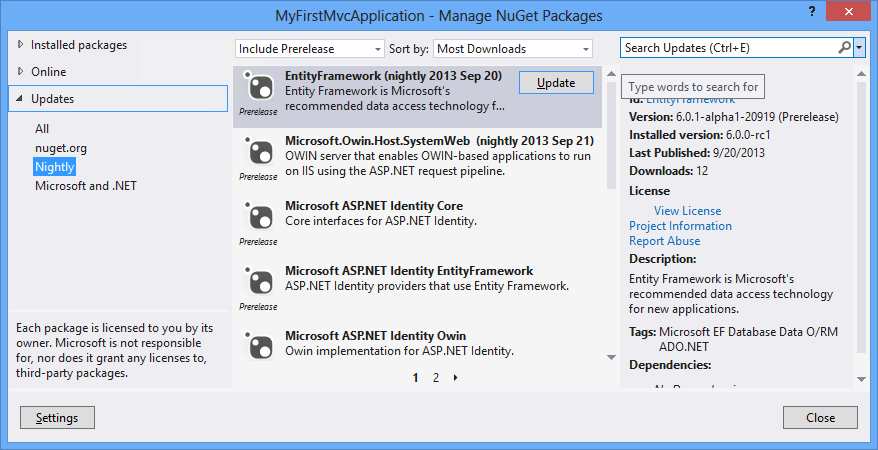 MyFirstMvcApplication - Manage NuGet Packages
?
Installed packages
Online
Updates
All
nuget.org
Nightly
Microsoft and .NET
Each package is licensed to you by its
owner. Microsoft is not responsible
for, nor does it grant any licenses to,
third-party packages.
Include Prerelease
Sort by:
Most Downloads
EntityFramework (nightly 2013 Sep 20)
Entity Framework is Microsoft's
recommended data access technology f...
Update
Prerelease
Microsoft.Owin.Host.SystemWeb (nightly 2013 Sep 21)
OWIN server that enables OWIN-based applications to run
on IIS using the ASP.NET request pipeline.
Prerelease
Microsoft ASP.NET Identity Core
Core interfaces for ASP.NET Identity.
Prerelease
Microsoft ASP.NET Identity EntityFramework
ASP.NET Identity providers that use Entity Framework.
Prerelease
Microsoft ASP.NET Identity Owin
Owin implementation for ASP.NET Identity.
Prerelease
1 2
Search Updates (Ctrl+E)
Type words to search for
Id: EntityFramework
Version: 6.0.1-alpha1-20919 (Prerelease)
Installed version: 6.0.0-rc1
Last Published: 9/20/2013
Downloads: 12
License
View License
Project Information
Report Abuse
Description:
Entity Framework is Microsoft's
recommended data access technology
for new applications.
Tags: Microsoft EF Database Data O/RM
ADO.NET
Dependencies:
Settings
Close